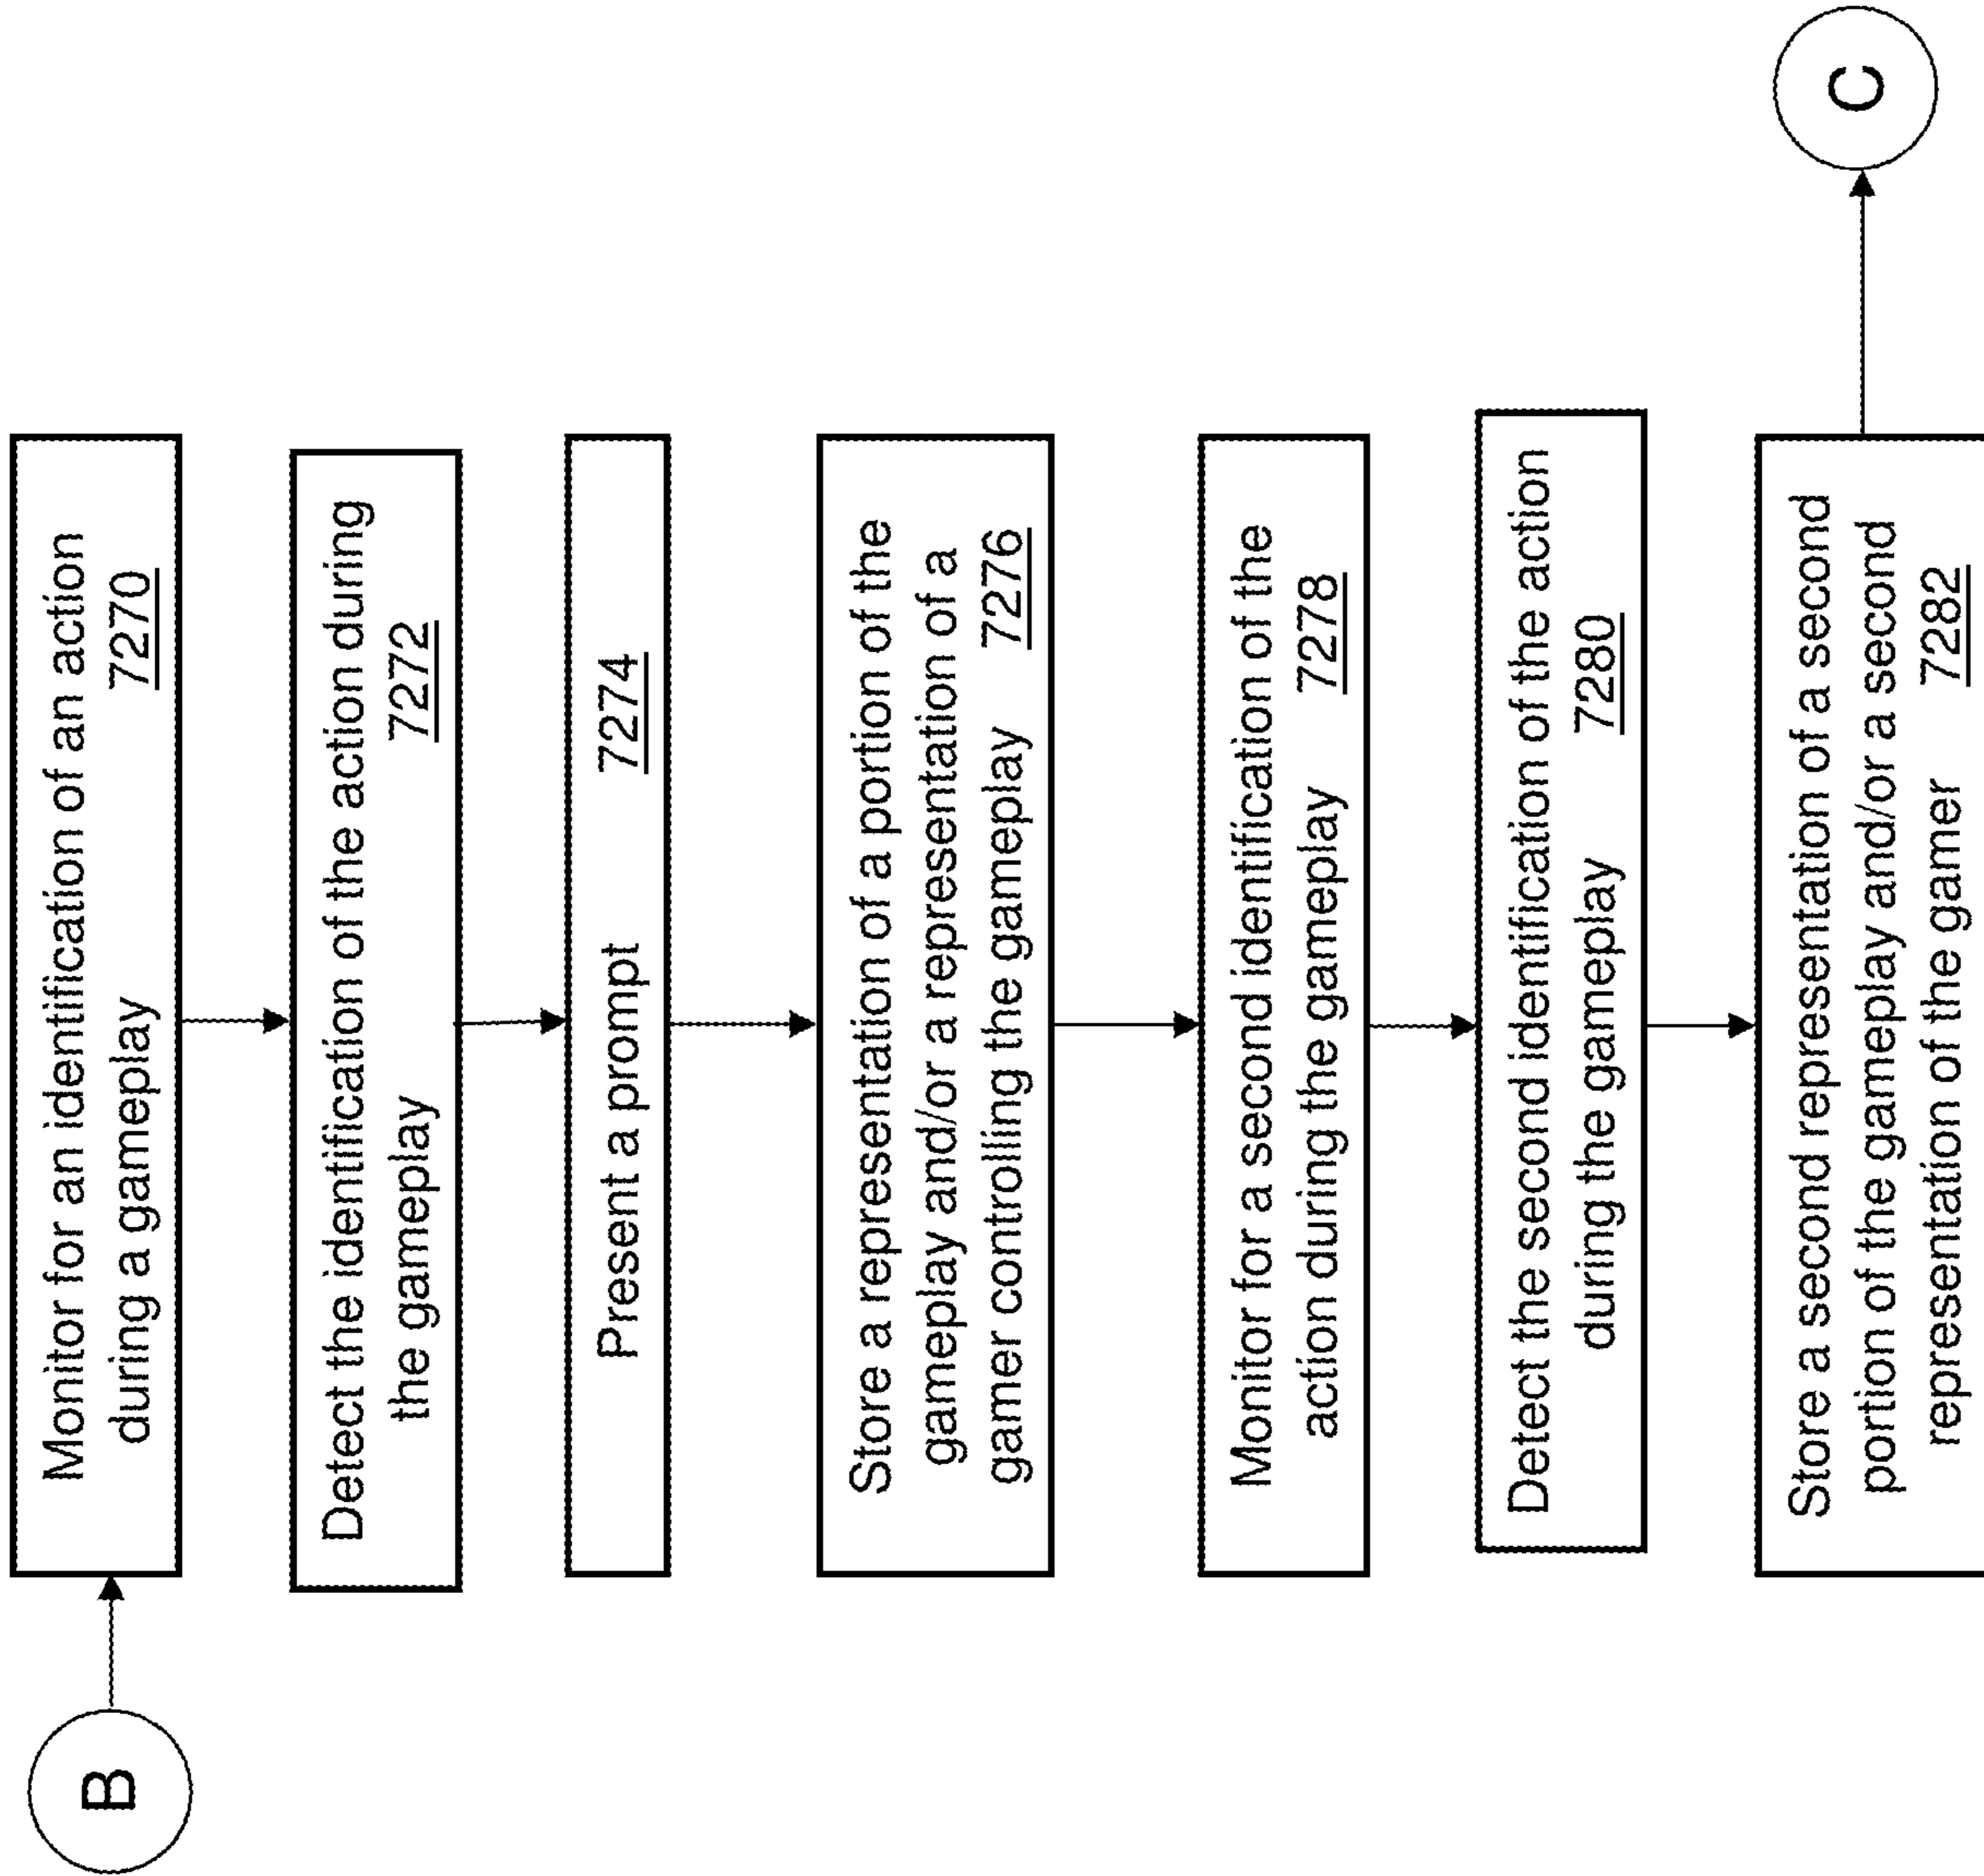 B
Monitor for an identification of an action
during a gameplay 7270
Detect the identification of the action during
the gameplay 7272
Present a prompt 7274
Store a representation of a portion of the
gameplay and/or a representation of a
gamer controlling the gameplay 7276
Monitor for a second identification of the
action during the gameplay 7278
Detect the second identification of the action
during the gameplay 7280
Store a second representation of a second
portion of the gameplay and/or a second
representation of the gamer 7282
C